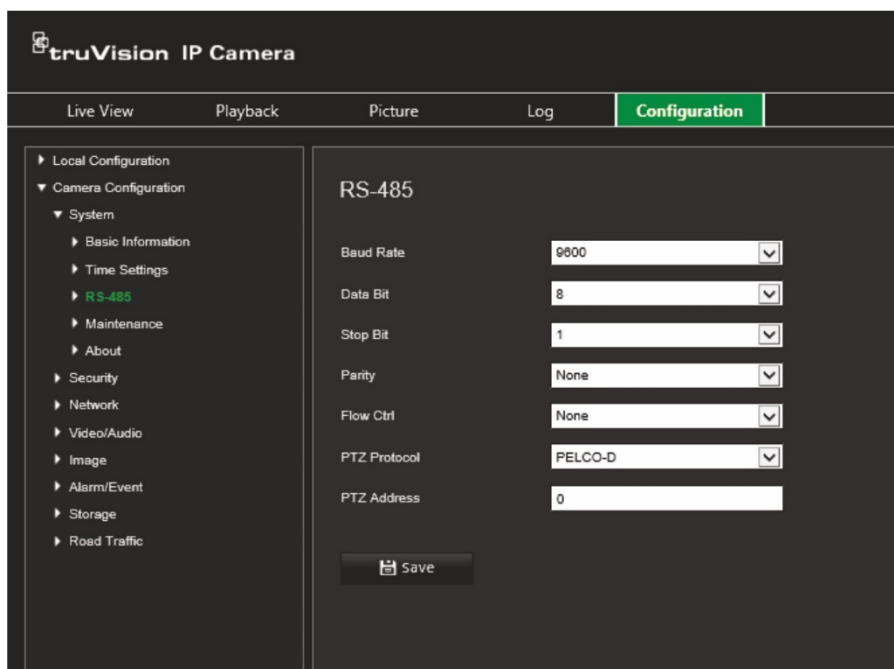 truVision IP Camera
Live View Playback Picture Log Configuration
Local Configuration
Camera Configuration
System
Basic Information
Time Settings
RS-485
Maintenance
About
Security
Network
Video/Audio
Image
Alarm/Event
Storage
Road Traffic
RS-485
Baud Rate 9600
Data Bit 8
Stop Bit 1
Parity None
Flow Ctrl None
PTZ Protocol PELCO-D
PTZ Address 0
Save